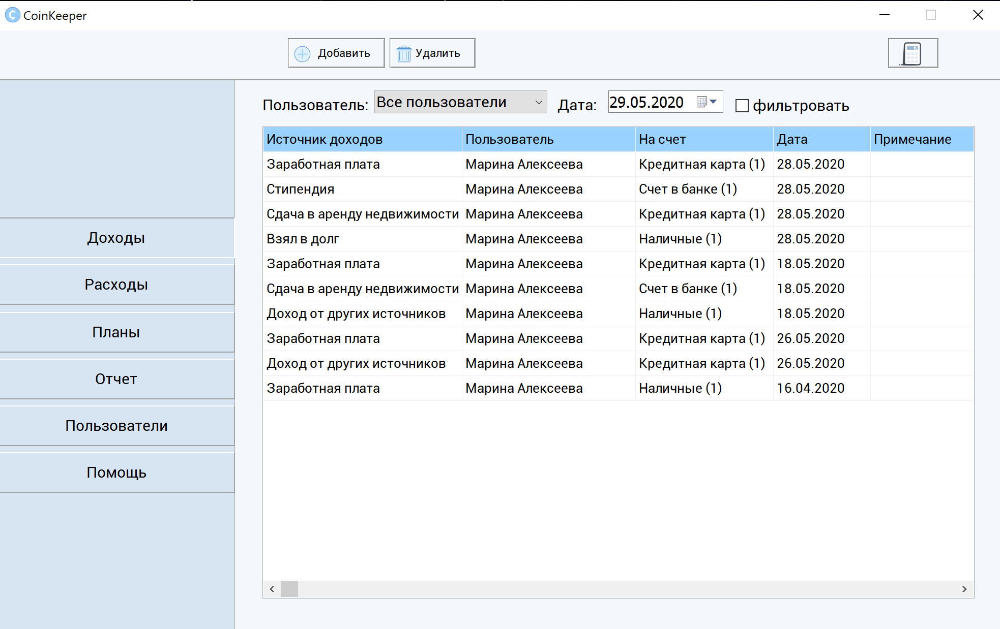 CoinKeeper
Добавить Удалить
Пользователь: Все пользователи Дата: 29.05.2020 фильтровать
Доходы
Расходы
Планы
Отчет
Пользователи
Помощь
Источник доходов Пользователь На счет Дата Примечание
Заработная плата Марина Алексеева Кредитная карта (1) 28.05.2020
Стипендия Марина Алексеева Счет в банке (1) 28.05.2020
Сдача в аренду недвижимости Марина Алексеева Кредитная карта (1) 28.05.2020
Взял в долг Марина Алексеева Наличные (1) 28.05.2020
Заработная плата Марина Алексеева Кредитная карта (1) 18.05.2020
Сдача в аренду недвижимости Марина Алексеева Счет в банке (1) 18.05.2020
Доход от других источников Марина Алексеева Наличные (1) 18.05.2020
Заработная плата Марина Алексеева Кредитная карта (1) 26.05.2020
Доход от других источников Марина Алексеева Кредитная карта (1) 26.05.2020
Заработная плата Марина Алексеева Наличные (1) 16.04.2020